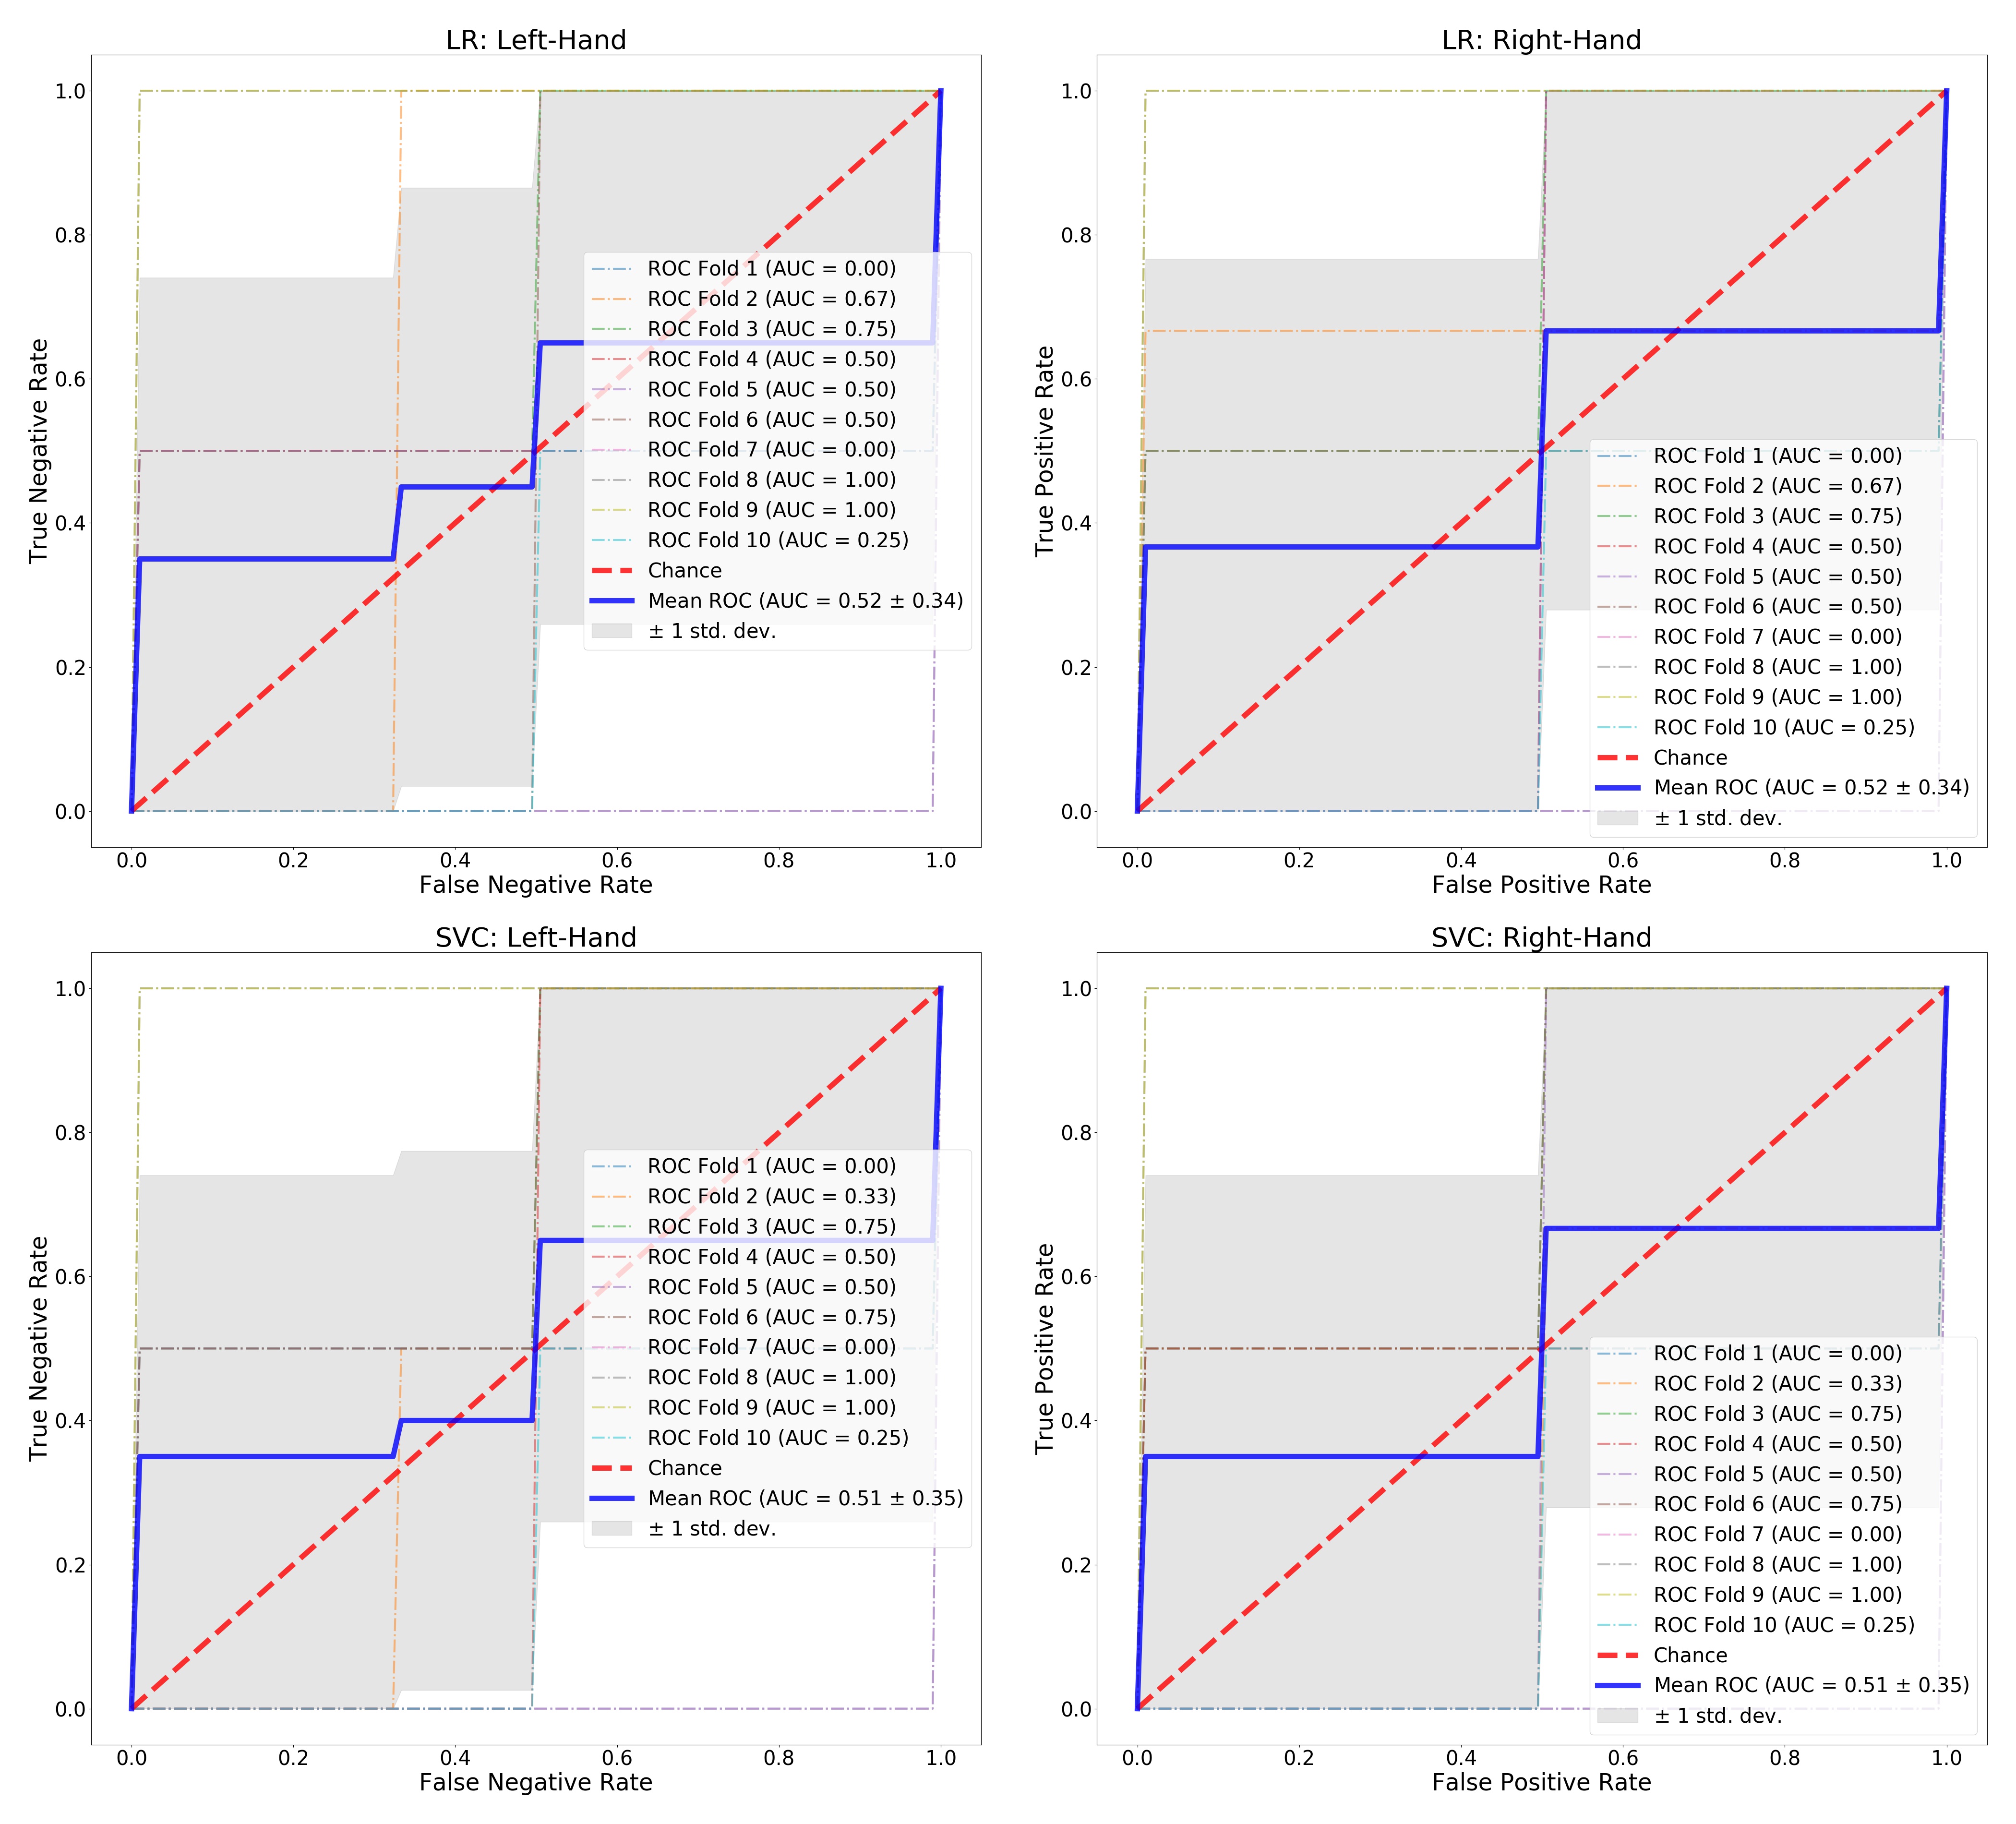 LR: Left-Hand
True Negative Rate
1.0
0.8
0.6
0.4
0.2
0.0
ROC Fold 1 (AUC = 0.00)
ROC Fold 2 (AUC = 0.67)
ROC Fold 3 (AUC = 0.75)
ROC Fold 4 (AUC = 0.50)
ROC Fold 5 (AUC = 0.50)
ROC Fold 6 (AUC = 0.50)
ROC Fold 7 (AUC = 0.00)
ROC Fold 8 (AUC = 1.00)
ROC Fold 9 (AUC = 1.00)
ROC Fold 10 (AUC = 0.25)
Chance
Mean ROC (AUC = 0.52 ± 0.34)
± 1 std. dev.
0.0 0.2 0.4 0.6 0.8 1.0
False Negative Rate
LR: Right-Hand
True Positive Rate
1.0
0.8
0.6
0.4
0.2
0.0
ROC Fold 1 (AUC = 0.00)
ROC Fold 2 (AUC = 0.67)
ROC Fold 3 (AUC = 0.75)
ROC Fold 4 (AUC = 0.50)
ROC Fold 5 (AUC = 0.50)
ROC Fold 6 (AUC = 0.50)
ROC Fold 7 (AUC = 0.00)
ROC Fold 8 (AUC = 1.00)
ROC Fold 9 (AUC = 1.00)
ROC Fold 10 (AUC = 0.25)
Chance
Mean ROC (AUC = 0.52 ± 0.34)
± 1 std. dev.
0.0 0.2 0.4 0.6 0.8 1.0
False Positive Rate
SVC: Left-Hand
True Negative Rate
1.0
0.8
0.6
0.4
0.2
0.0
ROC Fold 1 (AUC = 0.00)
ROC Fold 2 (AUC = 0.33)
ROC Fold 3 (AUC = 0.75)
ROC Fold 4 (AUC = 0.50)
ROC Fold 5 (AUC = 0.50)
ROC Fold 6 (AUC = 0.75)
ROC Fold 7 (AUC = 0.00)
ROC Fold 8 (AUC = 1.00)
ROC Fold 9 (AUC = 1.00)
ROC Fold 10 (AUC = 0.25)
Chance
Mean ROC (AUC = 0.51 ± 0.35)
± 1 std. dev.
0.0 0.2 0.4 0.6 0.8 1.0
False Negative Rate
SVC: Right-Hand
True Positive Rate
1.0
0.8
0.6
0.4
0.2
0.0
ROC Fold 1 (AUC = 0.00)
ROC Fold 2 (AUC = 0.33)
ROC Fold 3 (AUC = 0.75)
ROC Fold 4 (AUC = 0.50)
ROC Fold 5 (AUC = 0.50)
ROC Fold 6 (AUC = 0.75)
ROC Fold 7 (AUC = 0.00)
ROC Fold 8 (AUC = 1.00)
ROC Fold 9 (AUC = 1.00)
ROC Fold 10 (AUC = 0.25)
Chance
Mean ROC (AUC = 0.51 ± 0.35)
± 1 std. dev.
0.0 0.2 0.4 0.6 0.8 1.0
False Positive Rate